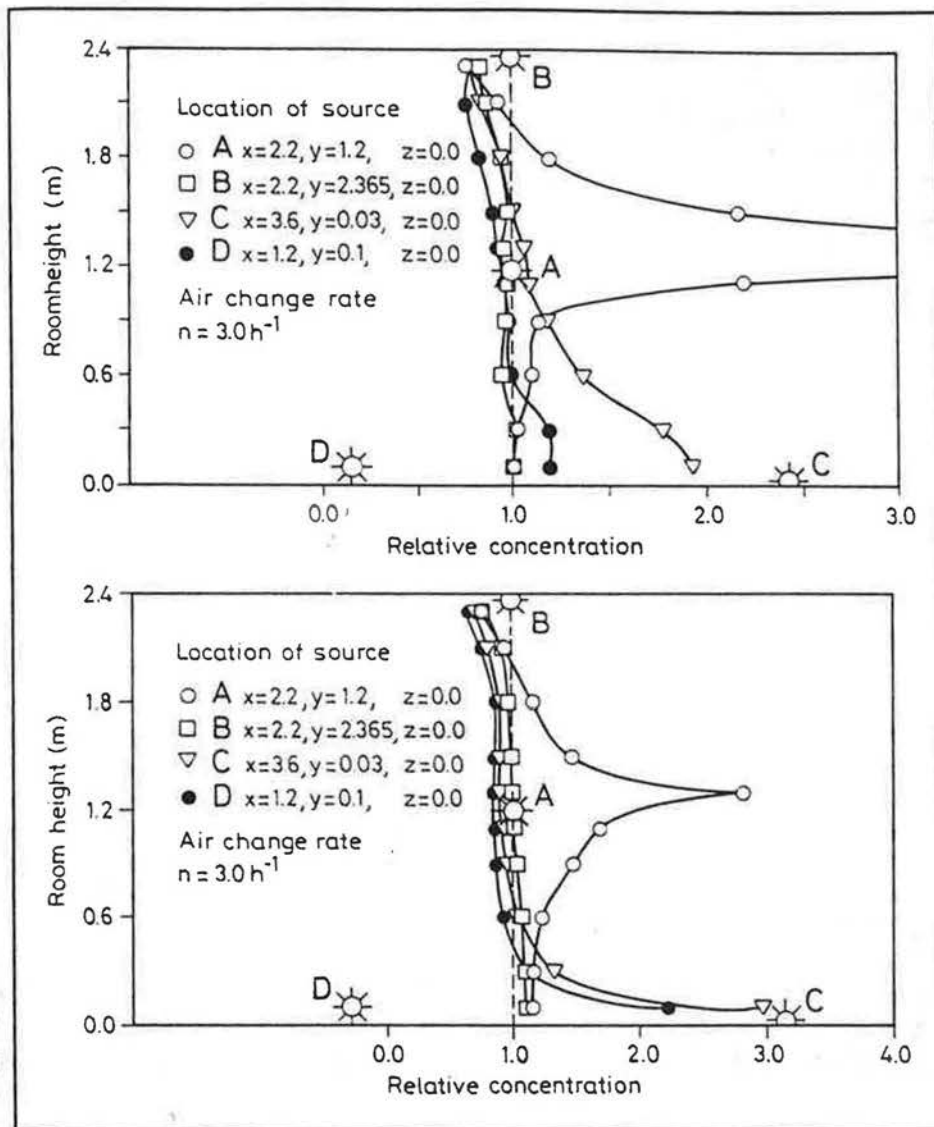 2.4
1.8
1.2
0.6
0.0
Roomheight (m)
Location of source
A x=2.2, y=1.2, z=0.0
B x=2.2, y=2.365, z=0.0
C x=3.6, y=0.03, z=0.0
D x=1.2, y=0.1, z=0.0
Air change rate
n=3.0h⁻¹
B
A
D
C
0.0 1.0 2.0 3.0
Relative concentration
2.4
1.8
1.2
0.6
0.0
Room height (m)
Location of source
A x=2.2, y=1.2, z=0.0
B x=2.2, y=2.365, z=0.0
C x=3.6, y=0.03, z=0.0
D x=1.2, y=0.1, z=0.0
Air change rate
n=3.0h⁻¹
B
A
D
C
0.0 1.0 2.0 3.0 4.0
Relative concentration